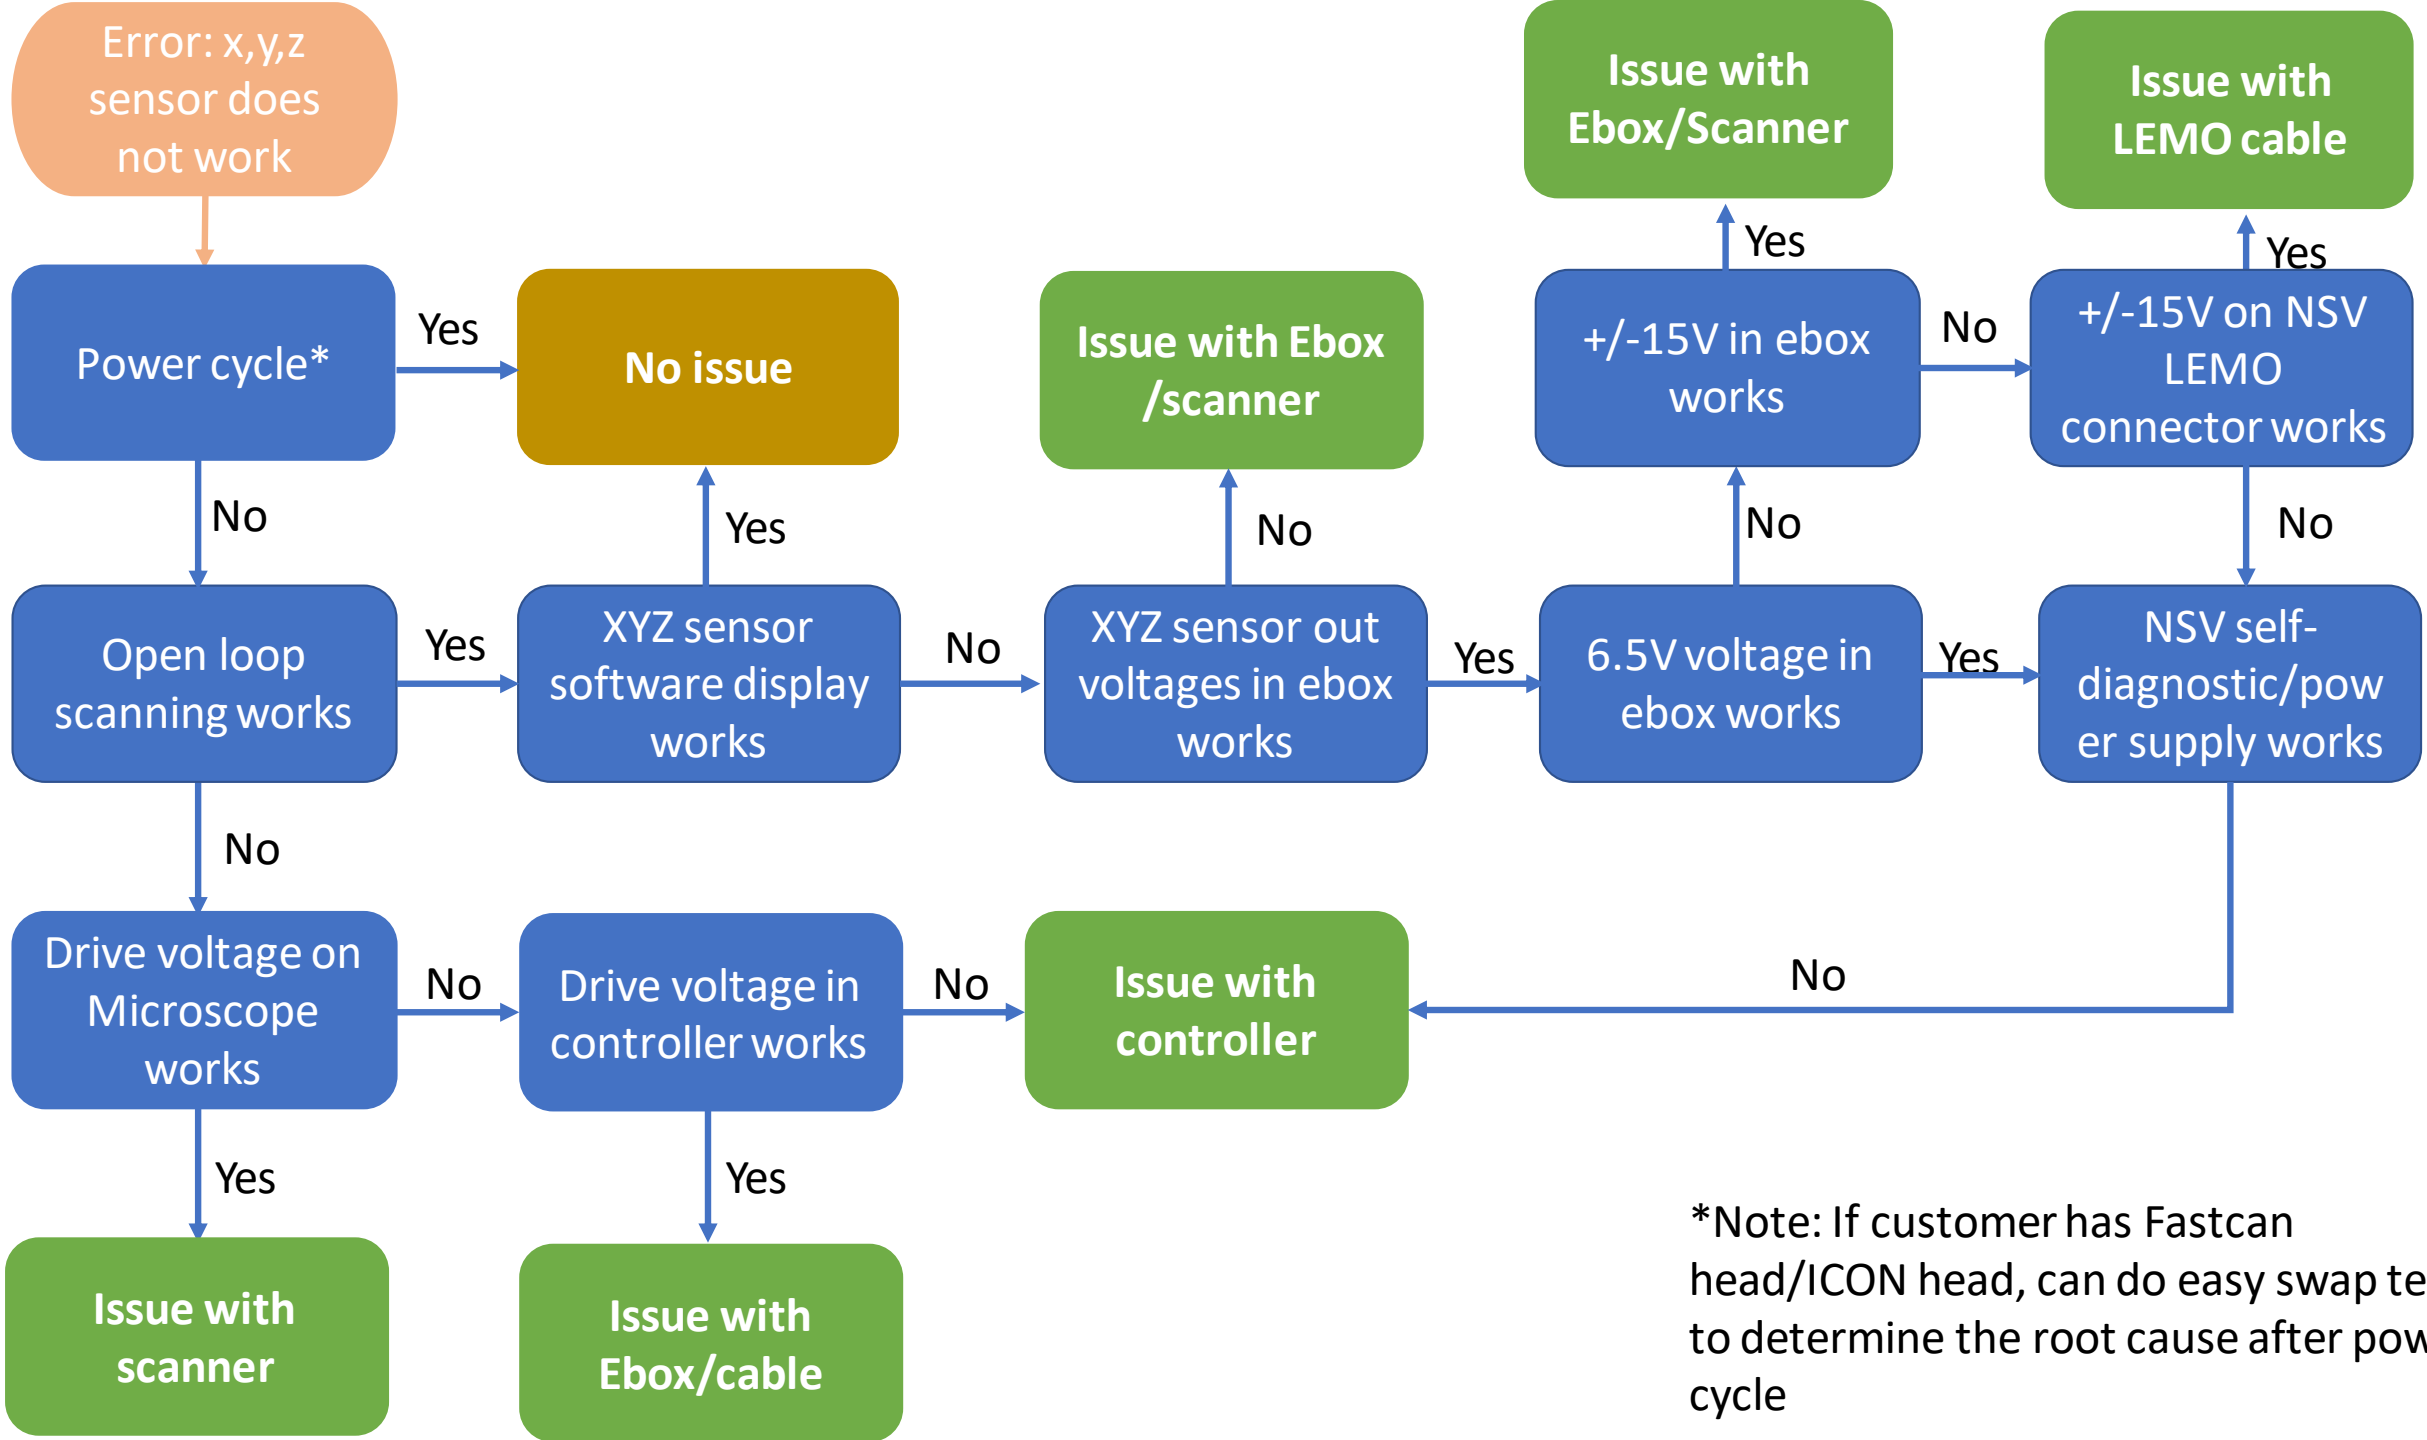 Error: x,y,z
sensor does
not work
Issue with
Ebox/Scanner
Issue with
LEMO cable
Yes
Yes
Power cycle*
Yes
No issue
Issue with Ebox
/scanner
+/-15V in ebox
works
No
+/-15V on NSV
LEMO
connector works
No
Yes
No
No
No
Open loop
scanning works
Yes
XYZ sensor
software display
works
No
XYZ sensor out
voltages in ebox
works
Yes
6.5V voltage in
ebox works
Yes
NSV self-
diagnostic/pow
er supply works
No
Drive voltage on
Microscope
works
No
Drive voltage in
controller works
No
Issue with
controller
No
Yes
Yes
Issue with
scanner
Issue with
Ebox/cable
*Note: If customer has Fastcan
head/ICON head, can do easy swap te
to determine the root cause after pow
cycle